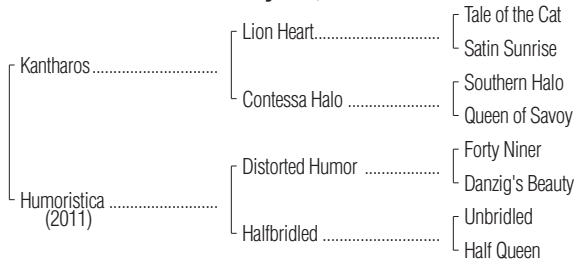 Tale of the Cat
Lion Heart
Satin Sunrise
Kantharos
Southern Halo
Contessa Halo
Queen of Savoy
Forty Niner
Distorted Humor
Danzig's Beauty
Humoristica
(2011)
Unbridled
Halfbridled
Half Queen